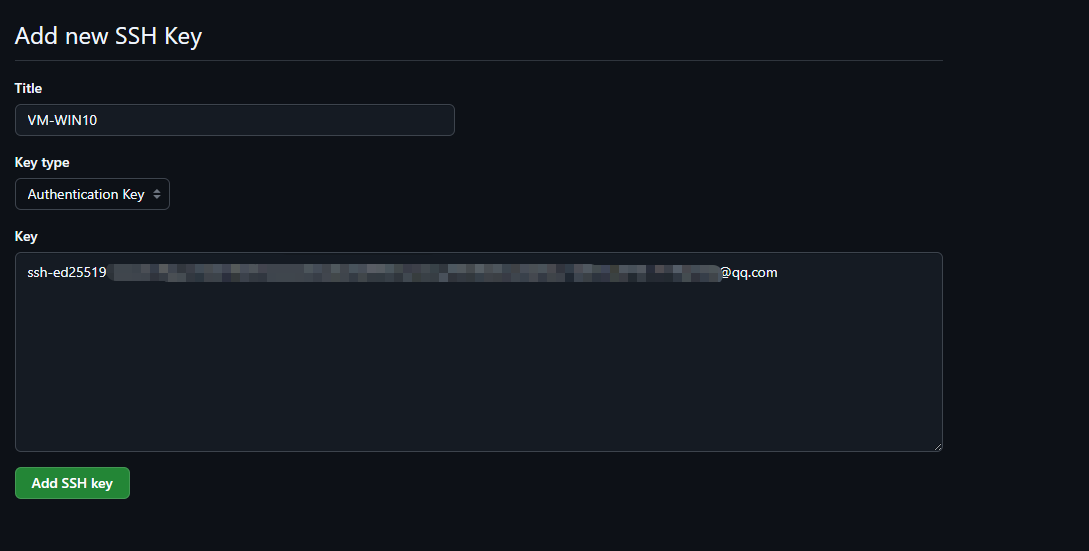 Add new SSH Key
Title
VM-WIN10
Key type
Authentication Key
Key
ssh-ed25519 @qq.com
Add SSH key